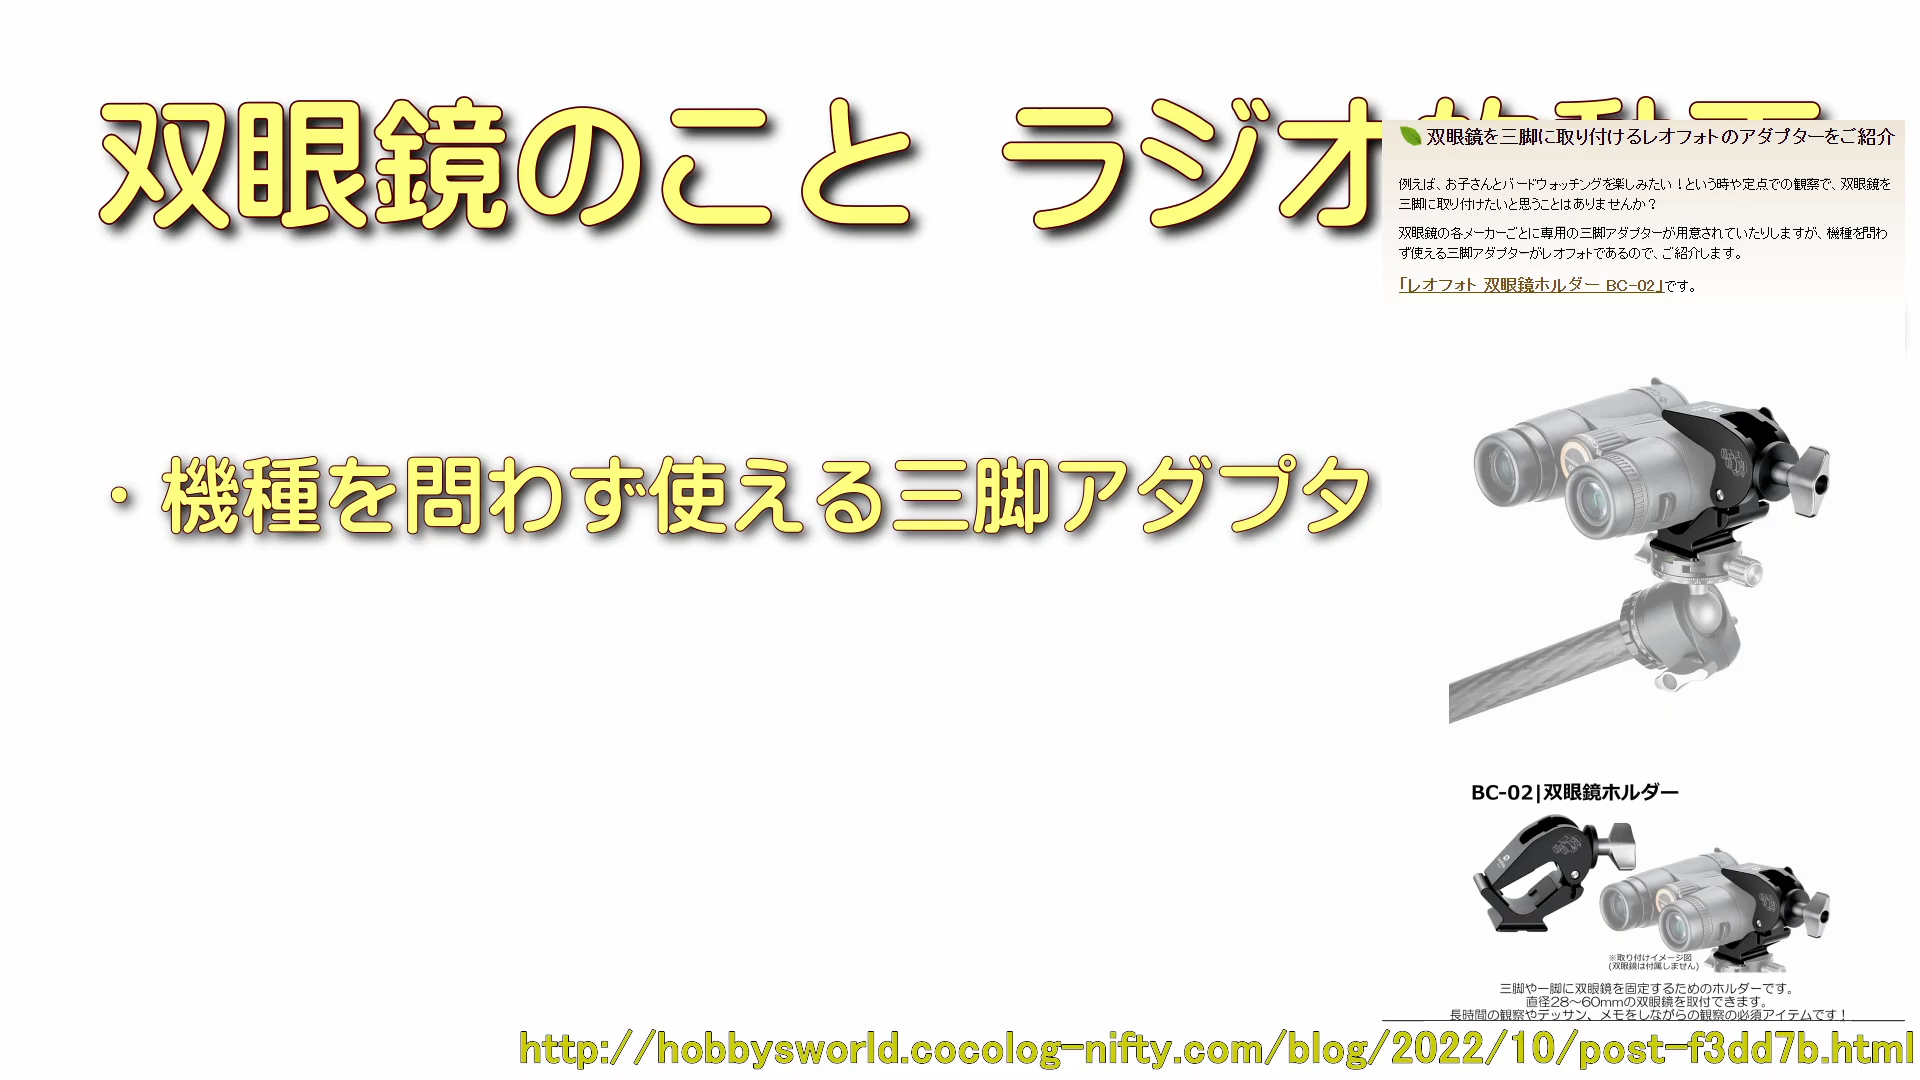 双眼鏡のこと ラジオ的動画
双眼鏡を三脚に取り付けるレオフォトのアダプターをご紹介
例えば、お子さんとバードウォッチングを楽しみたい！という時や定点での観察で、双眼鏡を
三脚に取り付けたいと思うことはありませんか？
双眼鏡の各メーカーごとに専用の三脚アダプターが用意されていたりしますが、機種を問わ
ず使える三脚アダプターがレオフォトであるので、ご紹介します。
「レオフォト 双眼鏡ホルダー BC-02」です。
・機種を問わず使える三脚アダプタ
BC-02|双眼鏡ホルダー
※取り付けイメージ図
(双眼鏡は付属しません)
三脚や一脚に双眼鏡を固定するためのホルダーです。
直径28～60mmの双眼鏡を取付できます。
長時間の観察やデッサン、メモをしながらの観察の必須アイテムです！
http://hobbysworld.cocolog-nifty.com/blog/2022/10/post-f3dd7b.html